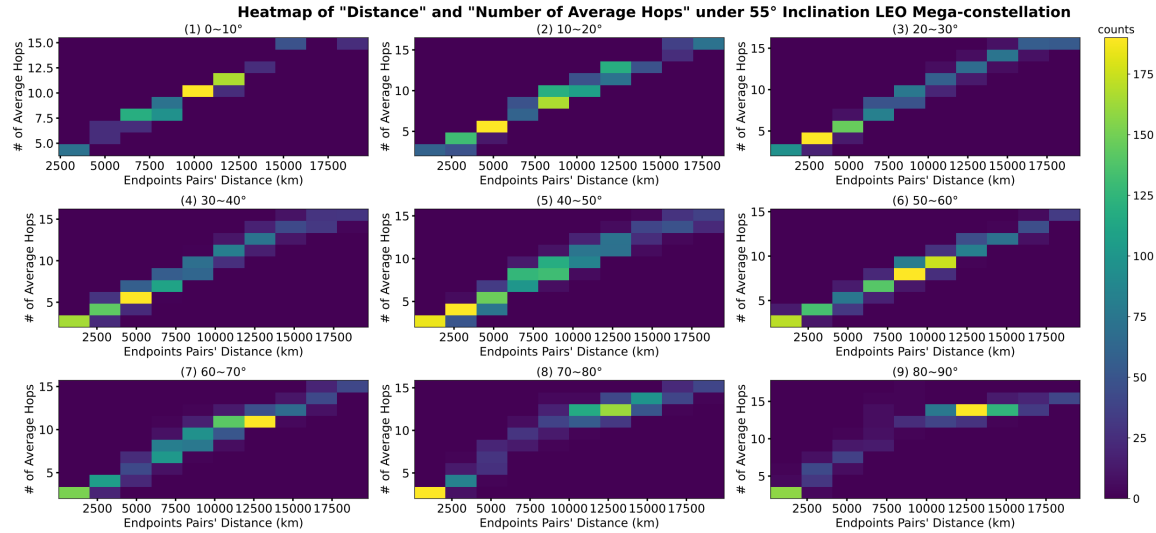 Heatmap of "Distance" and "Number of Average Hops" under 55° Inclination LEO Mega-constellation
(1) 0~10°
# of Average Hops
15.0
12.5
10.0
7.5
5.0
2500 5000 7500 10000 12500 15000 17500
Endpoints Pairs' Distance (km)
(2) 10~20°
# of Average Hops
15
10
5
2500 5000 7500 10000 12500 15000 17500
Endpoints Pairs' Distance (km)
(3) 20~30°
# of Average Hops
15
10
5
2500 5000 7500 10000 12500 15000 17500
Endpoints Pairs' Distance (km)
counts
175
150
125
100
75
50
25
0
(4) 30~40°
# of Average Hops
15
10
5
2500 5000 7500 10000 12500 15000 17500
Endpoints Pairs' Distance (km)
(5) 40~50°
# of Average Hops
15
10
5
2500 5000 7500 10000 12500 15000 17500
Endpoints Pairs' Distance (km)
(6) 50~60°
# of Average Hops
15
10
5
2500 5000 7500 10000 12500 15000 17500
Endpoints Pairs' Distance (km)
(7) 60~70°
# of Average Hops
15
10
5
2500 5000 7500 10000 12500 15000 17500
Endpoints Pairs' Distance (km)
(8) 70~80°
# of Average Hops
15
10
5
2500 5000 7500 10000 12500 15000 17500
Endpoints Pairs' Distance (km)
(9) 80~90°
# of Average Hops
15
10
5
2500 5000 7500 10000 12500 15000 17500
Endpoints Pairs' Distance (km)